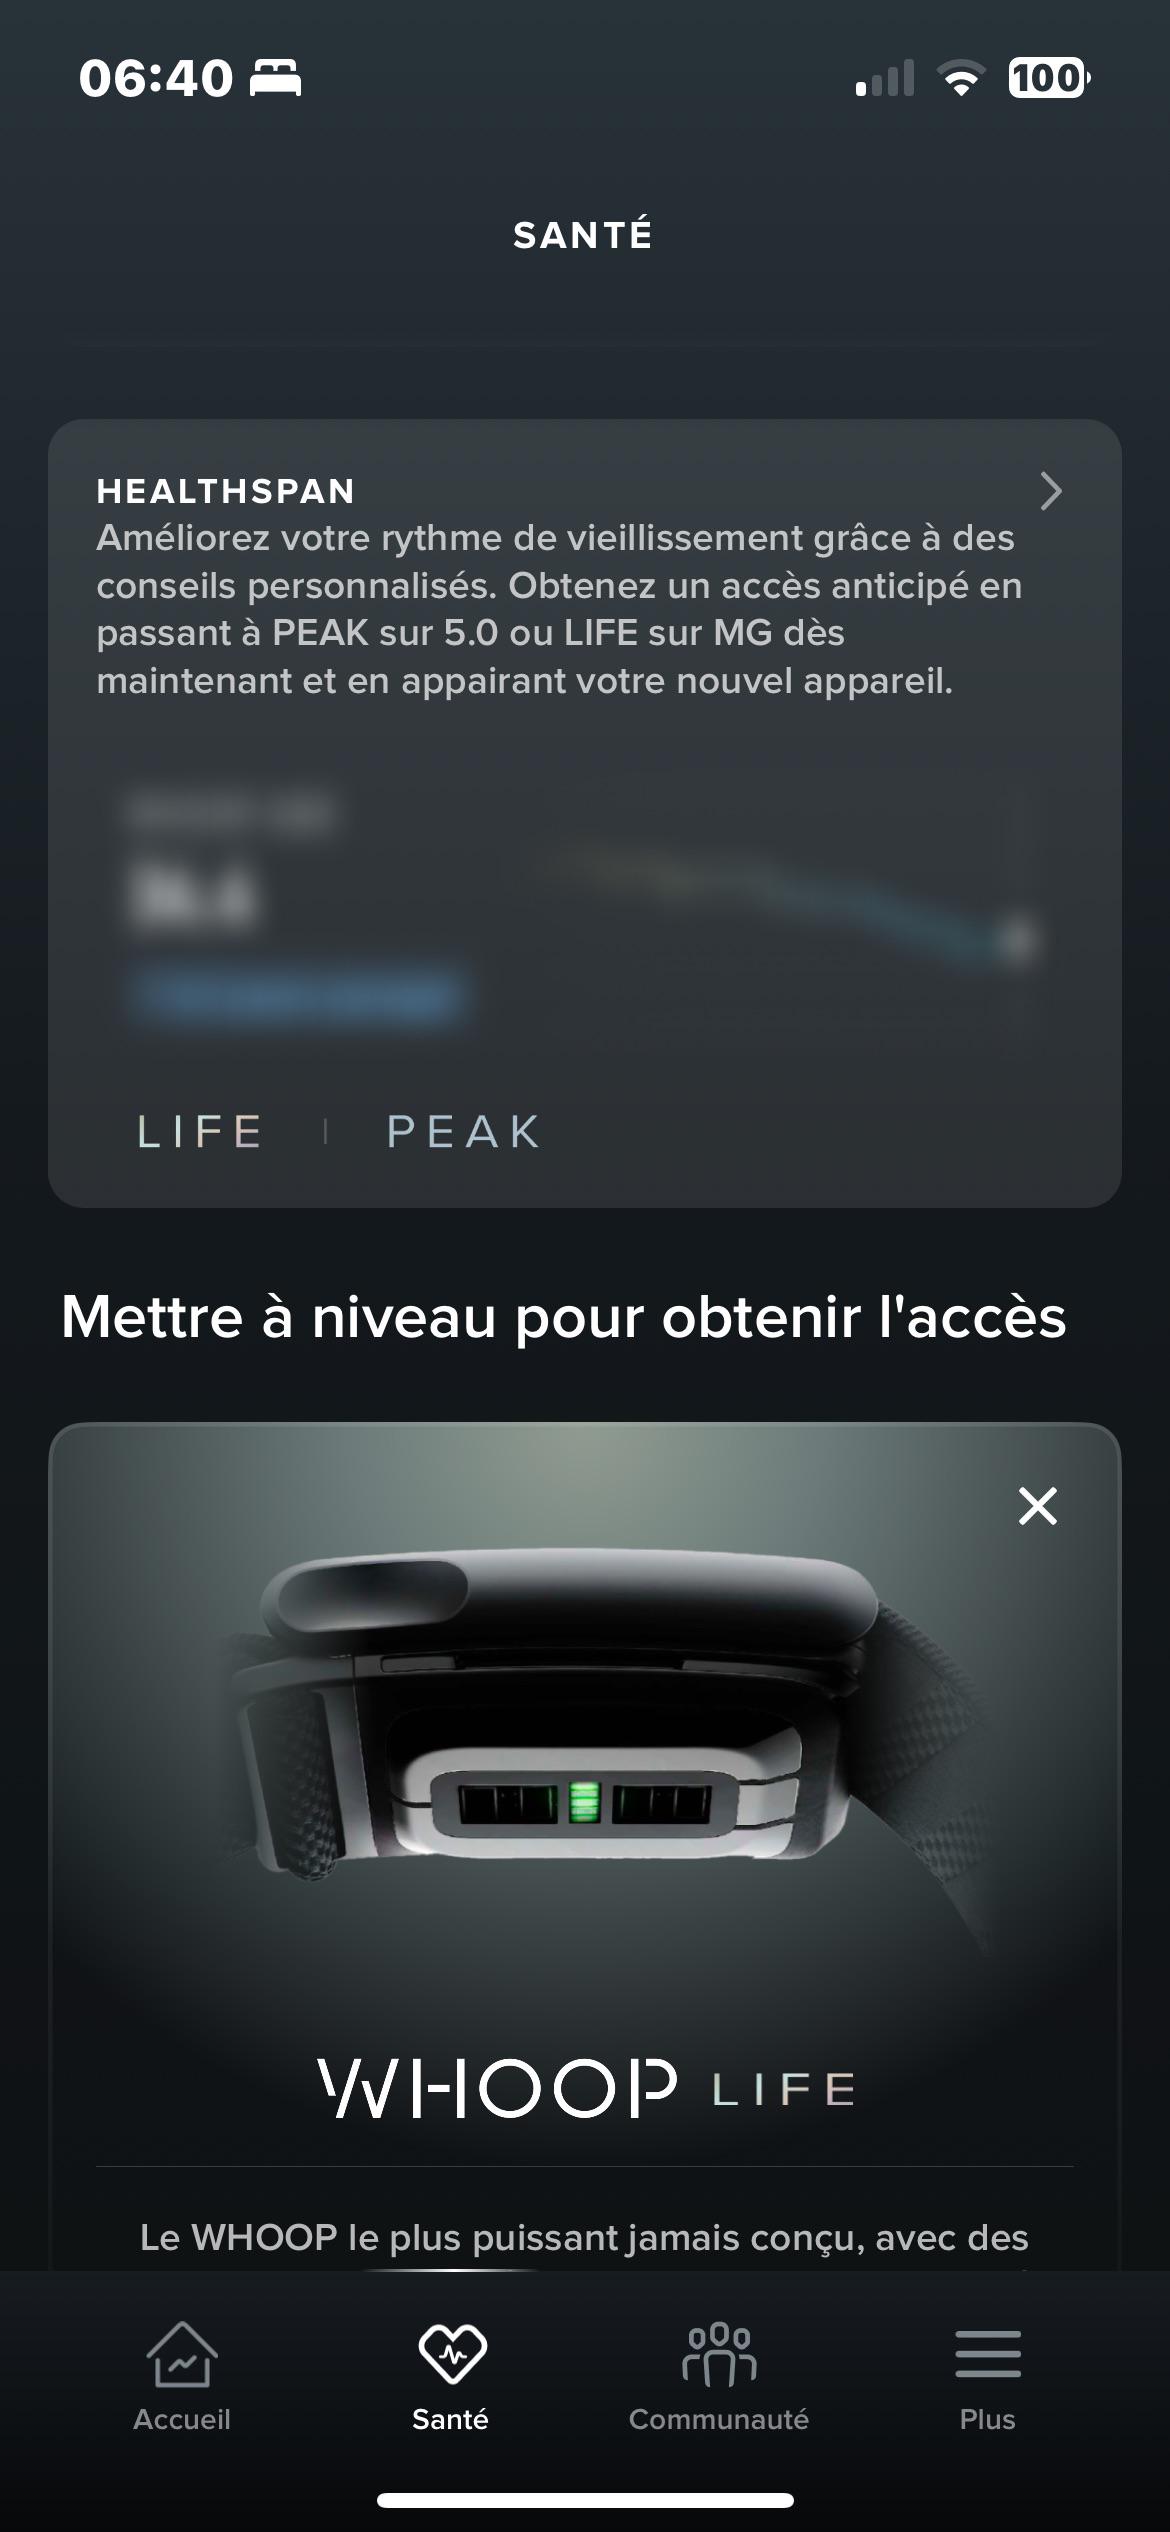 06:40
100
SANTÉ
HEALTHSPAN
Améliorez votre rythme de vieillissement grâce à des
conseils personnalisés. Obtenez un accès anticipé en
passant à PEAK sur 5.0 ou LIFE sur MG dès
maintenant et en appairant votre nouvel appareil.
LIFE | PEAK
Mettre à niveau pour obtenir l'accès
WHOOP LIFE
Le WHOOP le plus puissant jamais conçu, avec des
Accueil
Santé
Communauté
Plus